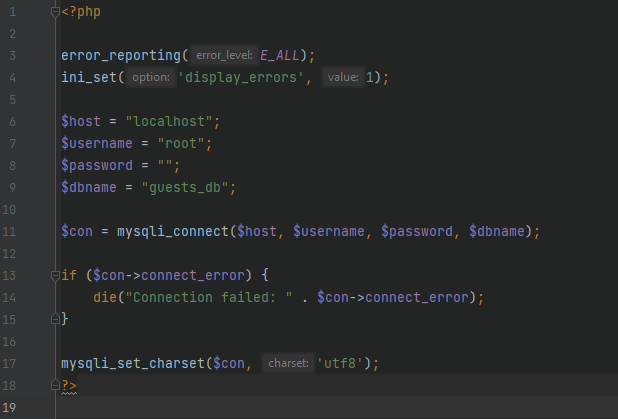 1 <?php
2
3 error_reporting( error_level: E_ALL);
4 ini_set( option: 'display_errors', value: 1);
5
6 $host = "localhost";
7 $username = "root";
8 $password = "";
9 $dbname = "guests_db";
10
11 $con = mysqli_connect($host, $username, $password, $dbname);
12
13 if ($con->connect_error) {
14     die("Connection failed: " . $con->connect_error);
15 }
16
17 mysqli_set_charset($con, charset: 'utf8');
18 ?>
19